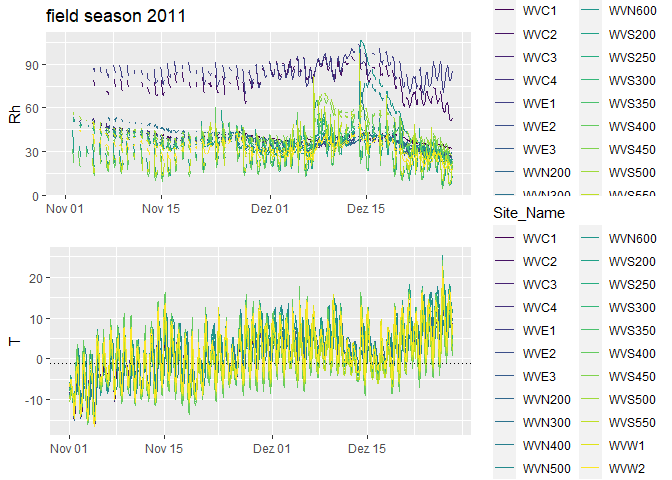 field season 2011
Rh
90
60
30
0
Nov 01
Nov 15
Dez 01
Dez 15
WVC1
WVC2
WVC3
WVC4
WVE1
WVE2
WVE3
WVN200
WVN300
WVN600
WVS200
WVS250
WVS300
WVS350
WVS400
WVS450
WVS500
WVS550
T
20
10
0
-10
Nov 01
Nov 15
Dez 01
Dez 15
Site_Name
WVC1
WVC2
WVC3
WVC4
WVE1
WVE2
WVE3
WVN200
WVN300
WVN400
WVN500
WVN600
WVS200
WVS250
WVS300
WVS350
WVS400
WVS450
WVS500
WVS550
WVW1
WVW2